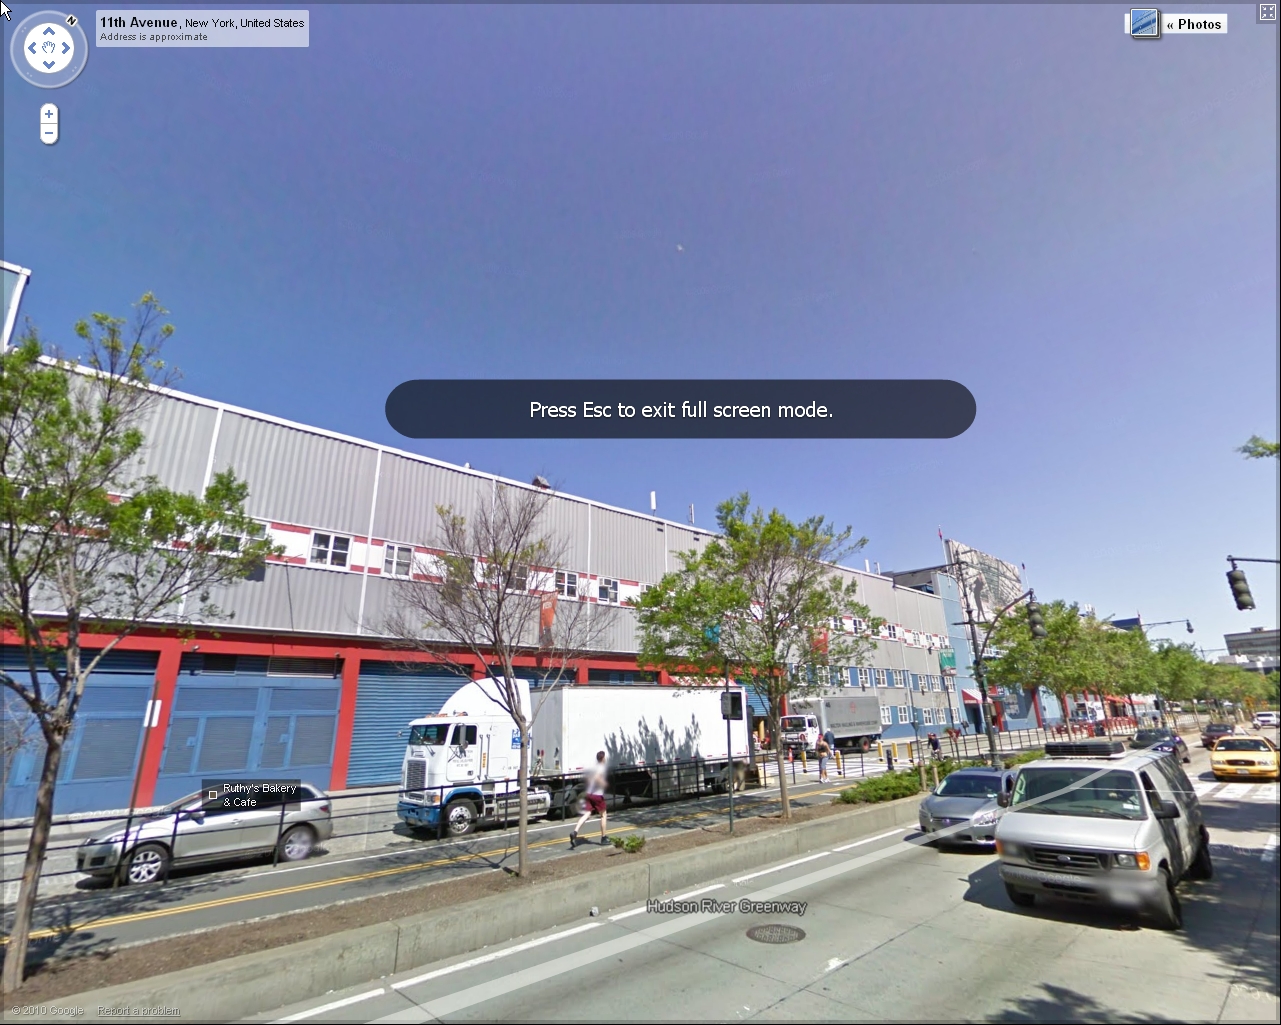 11th Avenue, New York, United States
Address is approximate
N
« Photos
Press Esc to exit full screen mode.
Ruthy's Bakery
& Cafe
Hudson River Greenway
© 2010 Google
Report a problem